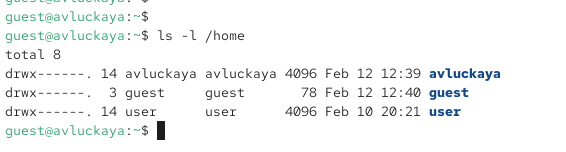 guest@avluckaya:~$
guest@avluckaya:~$
guest@avluckaya:~$ ls -l /home
total 8
drwx------. 14 avluckaya avluckaya 4096 Feb 12 12:39 avluckaya
drwx------.  3 guest     guest       78 Feb 12 12:40 guest
drwx------. 14 user      user      4096 Feb 10 20:21 user
guest@avluckaya:~$